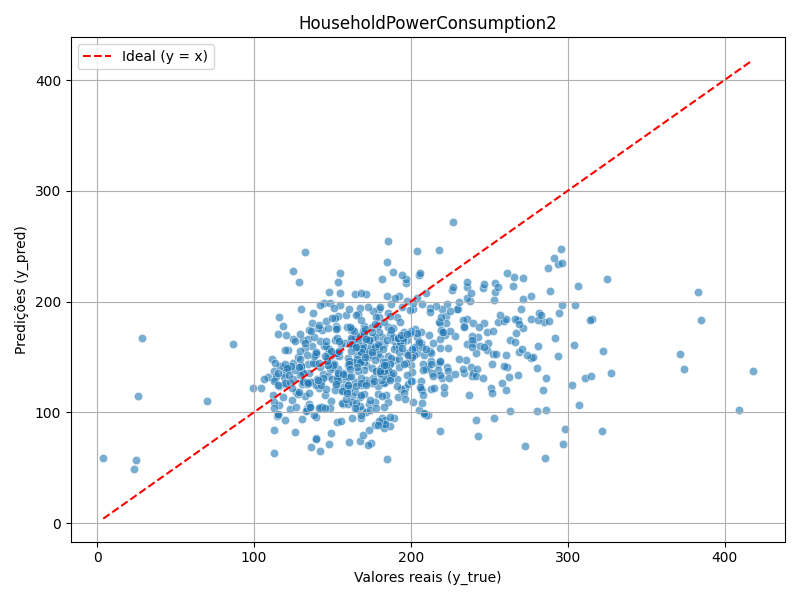 HouseholdPowerConsumption2
Ideal (y = x)
Predições (y_pred)
400
300
200
100
0
0 100 200 300 400
Valores reais (y_true)